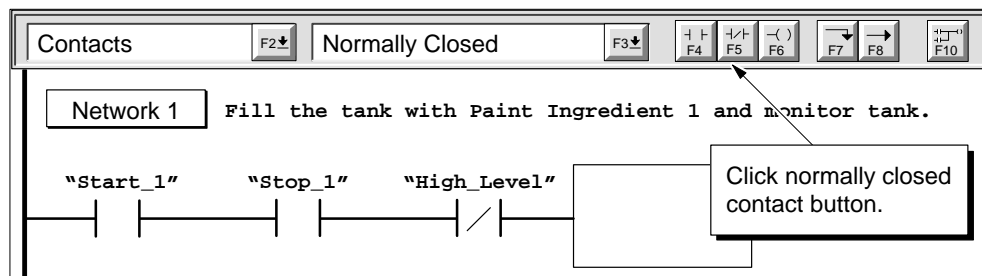 Contacts F2 Normally Closed F3 F4 F5 F6 F7 F8 F10
Network 1 Fill the tank with Paint Ingredient 1 and monitor tank.
“Start_1” “Stop_1” “High_Level”
Click normally closed
contact button.